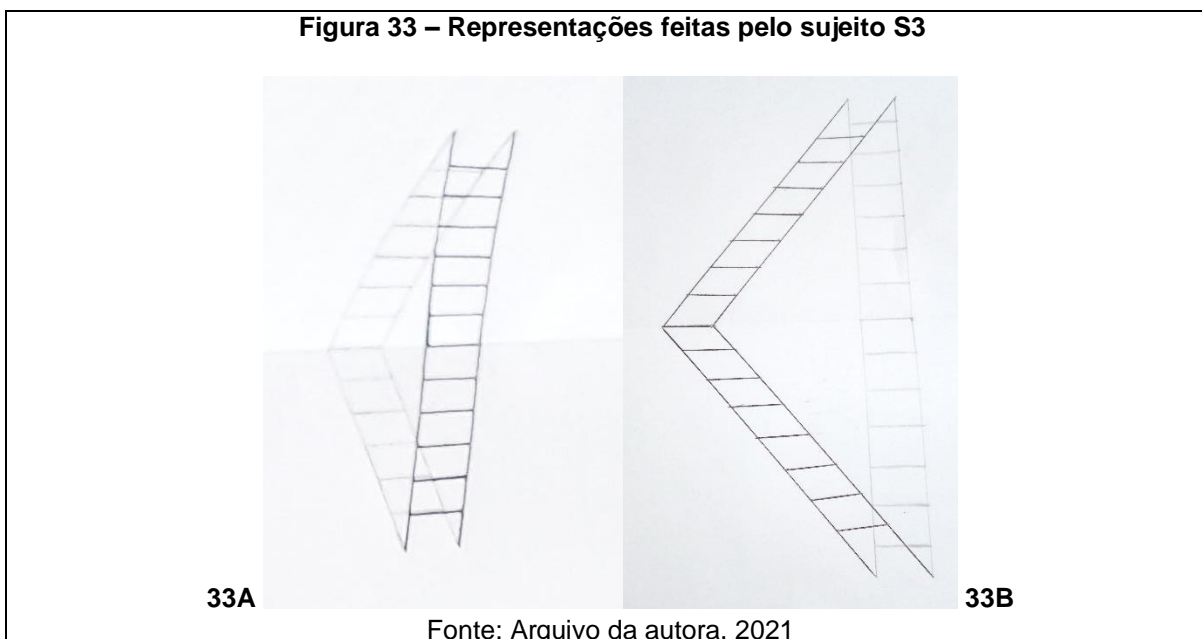 Figura 33 – Representações feitas pelo sujeito S3
33A
33B
Fonte: Arquivo da autora, 2021